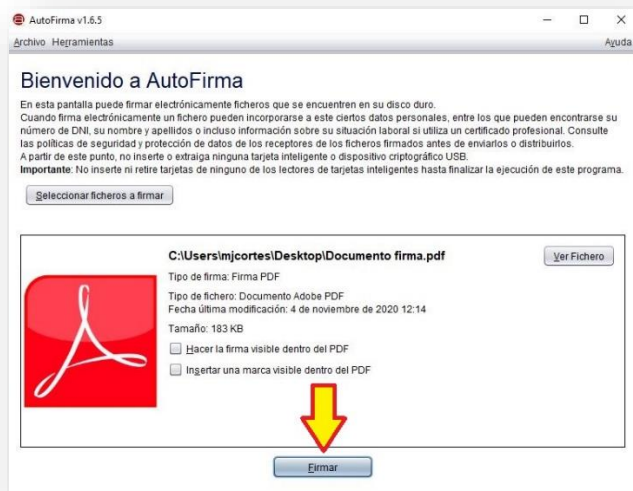 AutoFirma v1.6.5
Archivo Herramientas Ayuda
Bienvenido a AutoFirma
En esta pantalla puede firmar electrónicamente ficheros que se encuentren en su disco duro.
Cuando firma electrónicamente un fichero pueden incorporarse a este ciertos datos personales, entre los que pueden encontrarse su
número de DNI, su nombre y apellidos o incluso información sobre su situación laboral si utiliza un certificado profesional. Consulte
las políticas de seguridad y protección de datos de los receptores de los ficheros firmados antes de enviarlos o distribuirlos.
A partir de este punto, no inserte o extraiga ninguna tarjeta inteligente o dispositivo criptográfico USB.
Importante: No inserte ni retire tarjetas de ninguno de los lectores de tarjetas inteligentes hasta finalizar la ejecución de este programa.
Seleccionar ficheros a firmar
C:\Users\mjcortes\Desktop\Documento firma.pdf
Ver Fichero
Tipo de firma: Firma PDF
Tipo de fichero: Documento Adobe PDF
Fecha última modificación: 4 de noviembre de 2020 12:14
Tamaño: 183 KB
Hacer la firma visible dentro del PDF
Insertar una marca visible dentro del PDF
Firmar